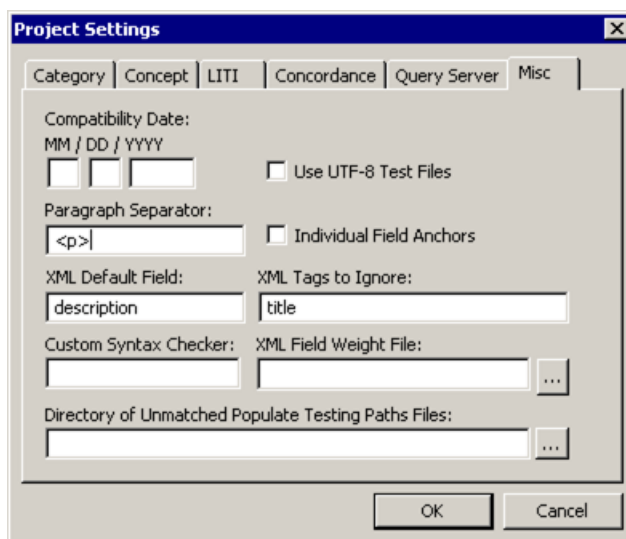 Project Settings
Category Concept LITI Concordance Query Server Misc
Compatibility Date:
MM / DD / YYYY
Use UTF-8 Test Files
Paragraph Separator:
<p>
Individual Field Anchors
XML Default Field: XML Tags to Ignore:
description title
Custom Syntax Checker: XML Field Weight File:
...
Directory of Unmatched Populate Testing Paths Files:
...
OK Cancel